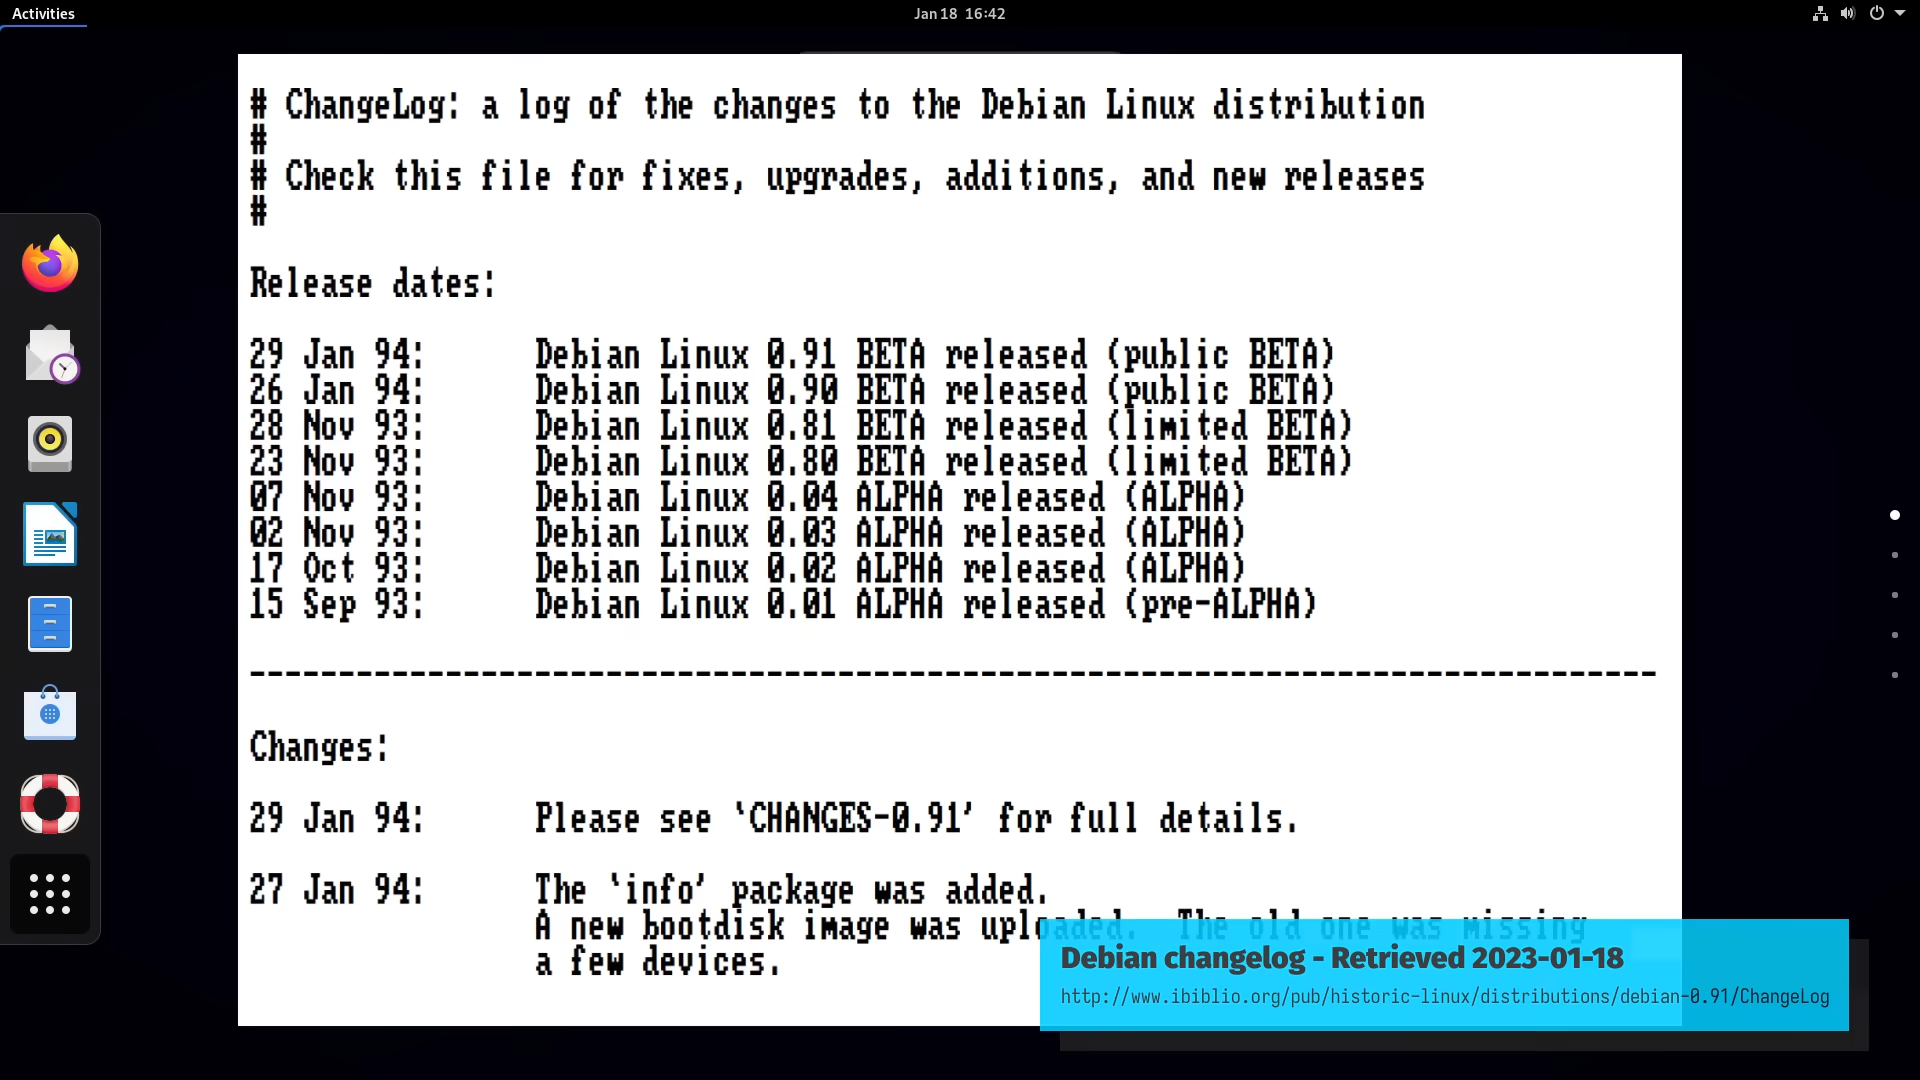 Activities
Jan 18 16:42
# ChangeLog: a log of the changes to the Debian Linux distribution
#
# Check this file for fixes, upgrades, additions, and new releases
#
Release dates:
29 Jan 94: Debian Linux 0.91 BETA released (public BETA)
26 Jan 94: Debian Linux 0.90 BETA released (public BETA)
28 Nov 93: Debian Linux 0.81 BETA released (limited BETA)
23 Nov 93: Debian Linux 0.80 BETA released (limited BETA)
07 Nov 93: Debian Linux 0.04 ALPHA released (ALPHA)
02 Nov 93: Debian Linux 0.03 ALPHA released (ALPHA)
17 Oct 93: Debian Linux 0.02 ALPHA released (ALPHA)
15 Sep 93: Debian Linux 0.01 ALPHA released (pre-ALPHA)
-------------------------------------------------------------------------------
Changes:
29 Jan 94: Please see `CHANGES-0.91' for full details.
27 Jan 94: The `info' package was added.
A new bootdisk image was uploaded. The old one was missing
a few devices.
Debian changelog - Retrieved 2023-01-18
http://www.ibiblio.org/pub/historic-linux/distributions/debian-0.91/ChangeLog